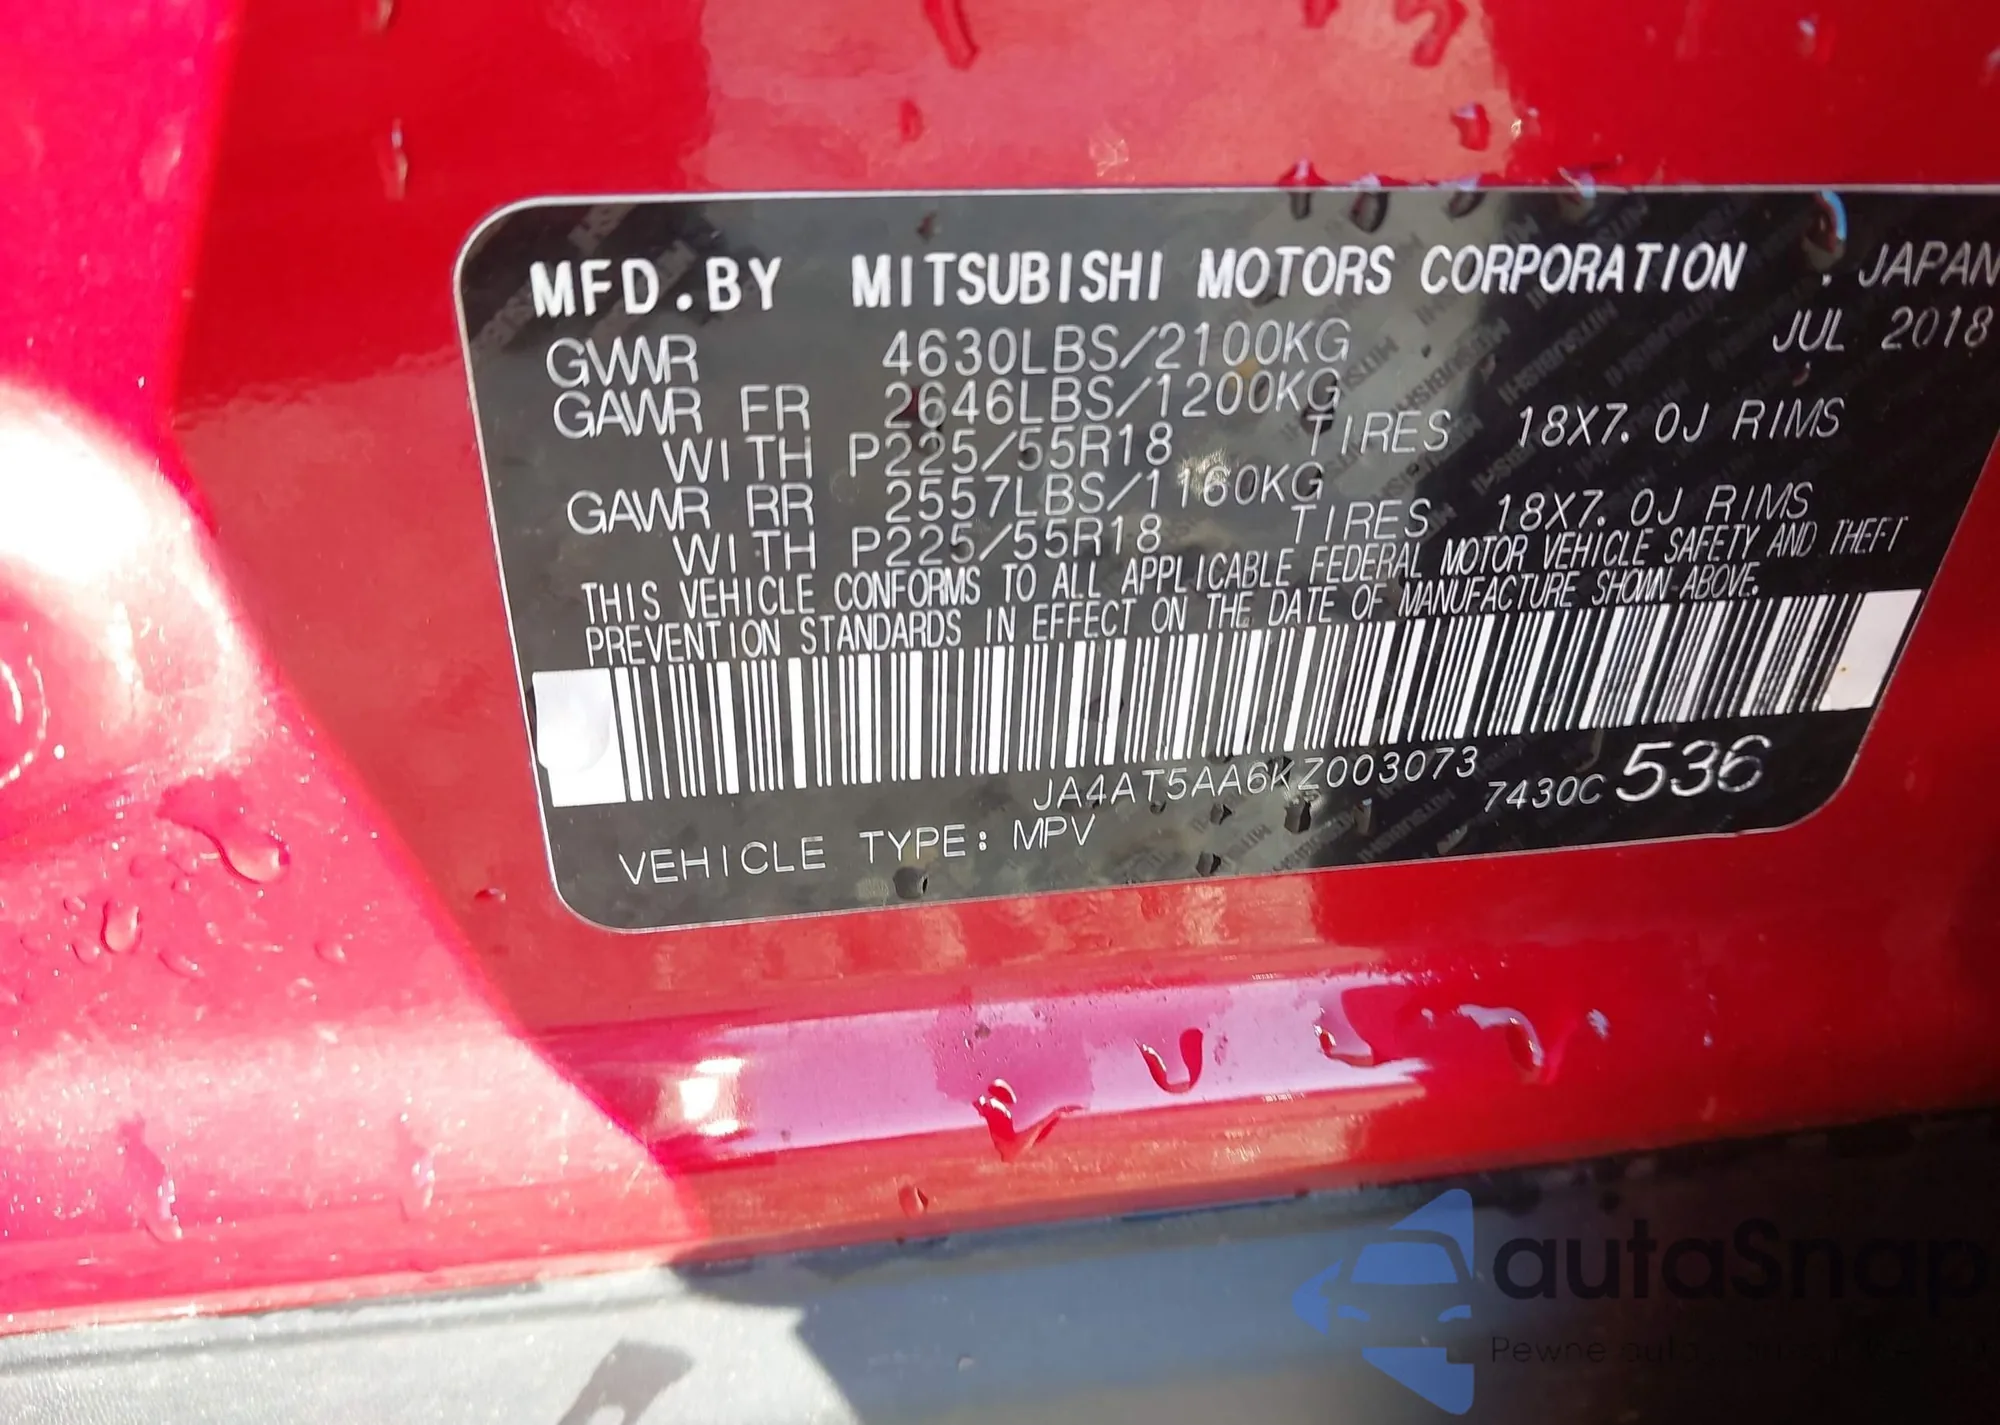 MFD.BY MITSUBISHI MOTORS CORPORATION . JAPAN
JUL 2018
GVWR 4630LBS/2100KG
GAWR FR 2646LBS/1200KG
WITH P225/55R18 TIRES 18X7.0J RIMS
GAWR RR 2557LBS/1160KG
WITH P225/55R18 TIRES 18X7.0J RIMS
THIS VEHICLE CONFORMS TO ALL APPLICABLE FEDERAL MOTOR VEHICLE SAFETY AND THEFT
PREVENTION STANDARDS IN EFFECT ON THE DATE OF MANUFACTURE SHOWN ABOVE.
JA4AT5AA6KZ003073 7430C 536
VEHICLE TYPE: MPV
autaSnap
Pewne auta